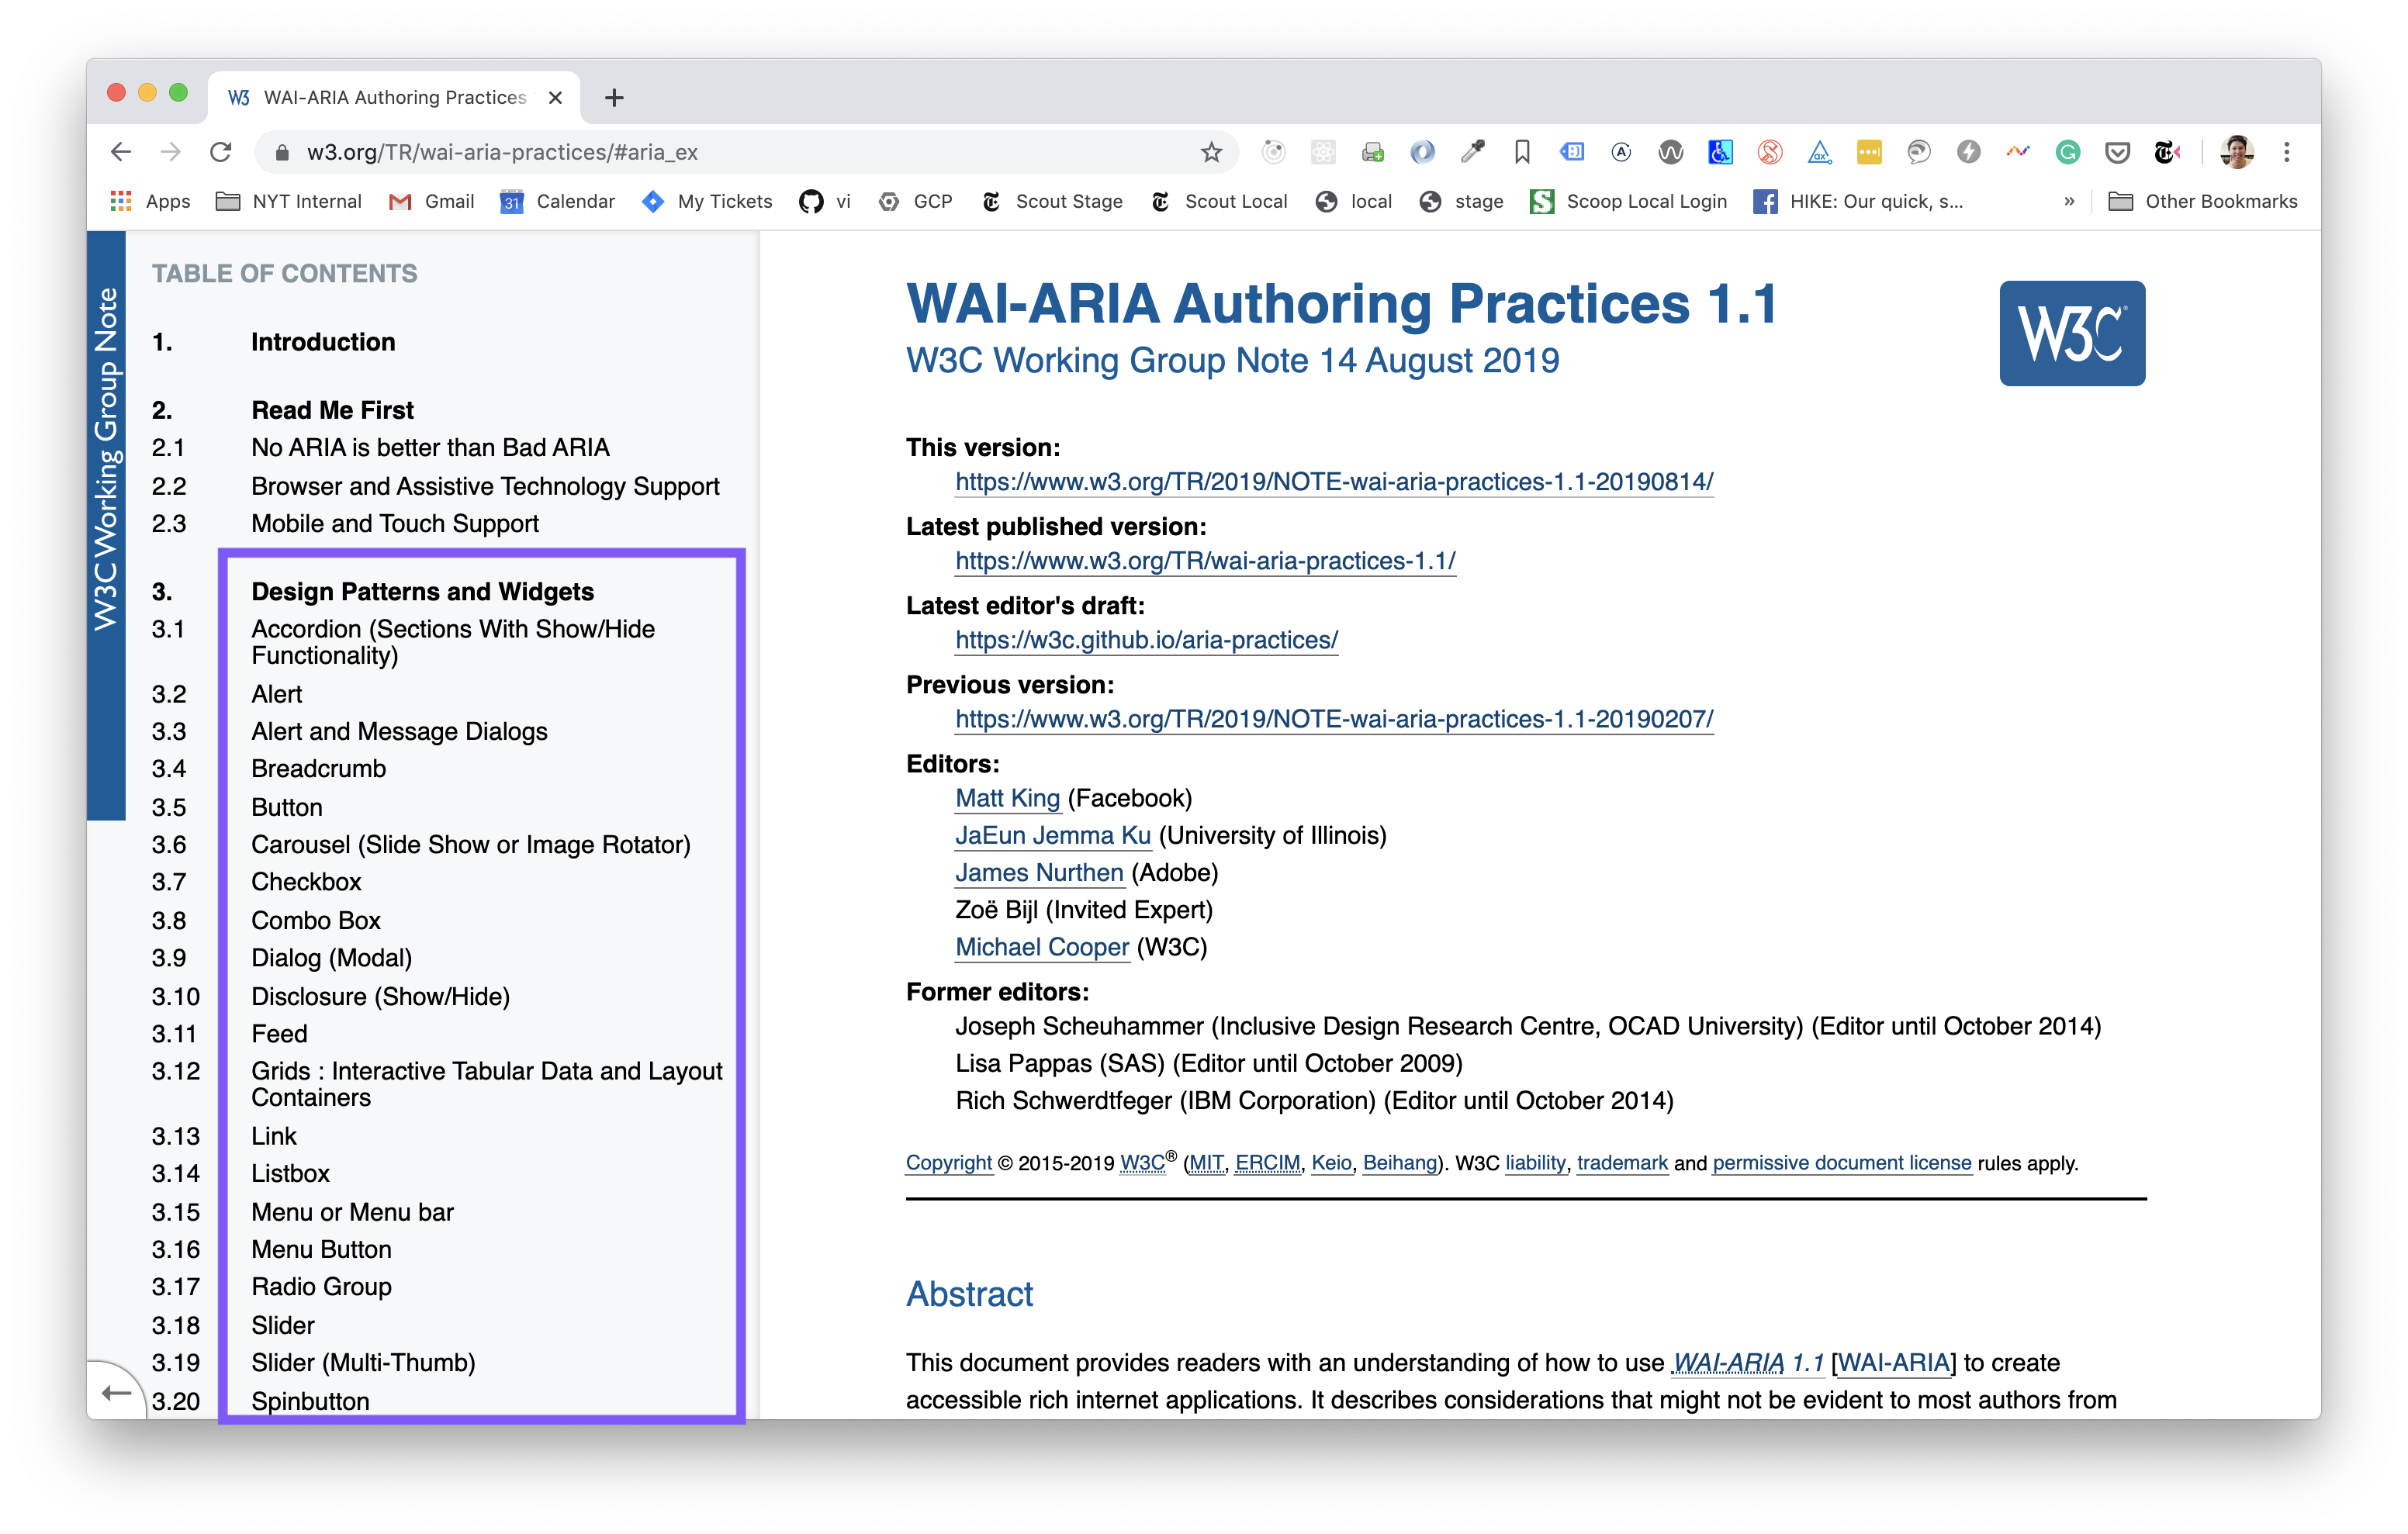 W3 WAI-ARIA Authoring Practices
w3.org/TR/wai-aria-practices/#aria_ex
Apps NYT Internal Gmail 31 Calendar My Tickets vi GCP Scout Stage Scout Local local stage Scoop Local Login HIKE: Our quick, s... » Other Bookmarks
W3C Working Group Note
TABLE OF CONTENTS
1. Introduction
2. Read Me First
2.1 No ARIA is better than Bad ARIA
2.2 Browser and Assistive Technology Support
2.3 Mobile and Touch Support
3. Design Patterns and Widgets
3.1 Accordion (Sections With Show/Hide
Functionality)
3.2 Alert
3.3 Alert and Message Dialogs
3.4 Breadcrumb
3.5 Button
3.6 Carousel (Slide Show or Image Rotator)
3.7 Checkbox
3.8 Combo Box
3.9 Dialog (Modal)
3.10 Disclosure (Show/Hide)
3.11 Feed
3.12 Grids : Interactive Tabular Data and Layout
Containers
3.13 Link
3.14 Listbox
3.15 Menu or Menu bar
3.16 Menu Button
3.17 Radio Group
3.18 Slider
3.19 Slider (Multi-Thumb)
3.20 Spinbutton
WAI-ARIA Authoring Practices 1.1
W3C Working Group Note 14 August 2019
W3C®
This version:
https://www.w3.org/TR/2019/NOTE-wai-aria-practices-1.1-20190814/
Latest published version:
https://www.w3.org/TR/wai-aria-practices-1.1/
Latest editor's draft:
https://w3c.github.io/aria-practices/
Previous version:
https://www.w3.org/TR/2019/NOTE-wai-aria-practices-1.1-20190207/
Editors:
Matt King (Facebook)
JaEun Jemma Ku (University of Illinois)
James Nurthen (Adobe)
Zoë Bijl (Invited Expert)
Michael Cooper (W3C)
Former editors:
Joseph Scheuhammer (Inclusive Design Research Centre, OCAD University) (Editor until October 2014)
Lisa Pappas (SAS) (Editor until October 2009)
Rich Schwerdtfeger (IBM Corporation) (Editor until October 2014)
Copyright © 2015-2019 W3C® (MIT, ERCIM, Keio, Beihang). W3C liability, trademark and permissive document license rules apply.
Abstract
This document provides readers with an understanding of how to use WAI-ARIA 1.1 [WAI-ARIA] to create
accessible rich internet applications. It describes considerations that might not be evident to most authors from